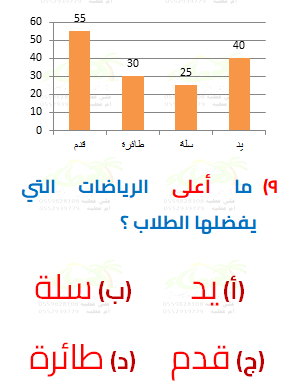 60
55
50
40
40
30
30
25
20
10
0
قدم طائرة سلة يد
٩) ما أعلى الرياضات التي
يفضلها الطلاب ؟
(أ) يد (ب) سلة
(ج) قدم (د) طائرة